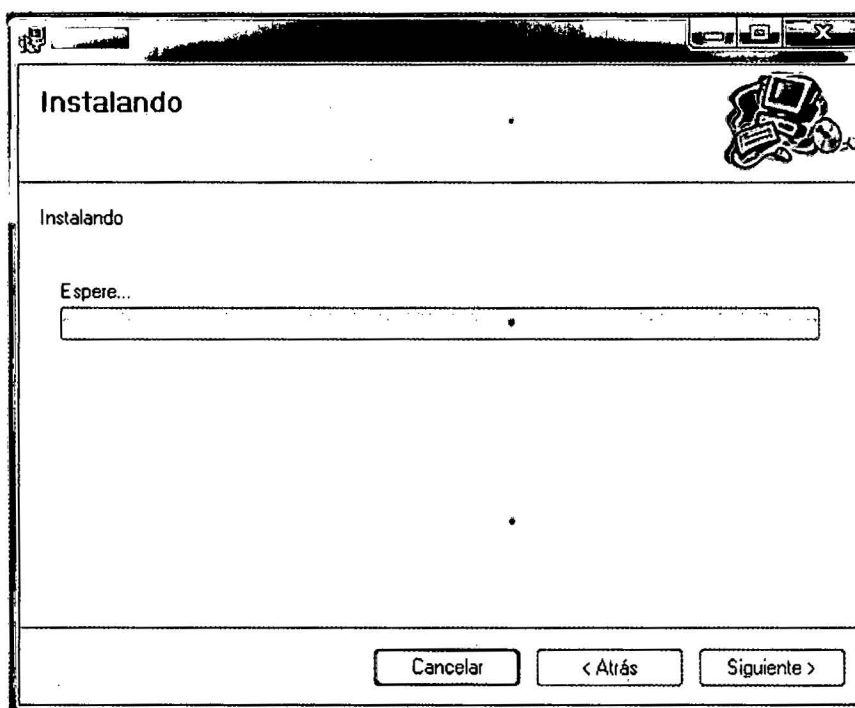 Instalando
Instalando
Espere...
Cancelar
< Atrás
Siguiente >